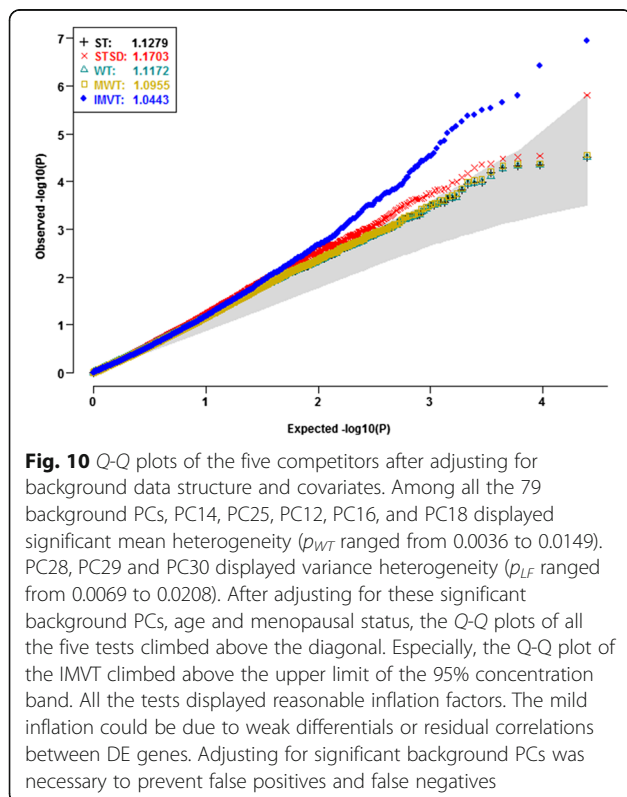 + ST: 1.1279
× STSD: 1.1703
△ WT: 1.1172
□ MWT: 1.0955
◆ IMVT: 1.0443
7
6
5
4
3
2
1
0
Observed -log10(P)
0 1 2 3 4
Expected -log10(P)
Fig. 10 Q-Q plots of the five competitors after adjusting for
background data structure and covariates. Among all the 79
background PCs, PC14, PC25, PC12, PC16, and PC18 displayed
significant mean heterogeneity (pWT ranged from 0.0036 to 0.0149).
PC28, PC29 and PC30 displayed variance heterogeneity (pLF ranged
from 0.0069 to 0.0208). After adjusting for these significant
background PCs, age and menopausal status, the Q-Q plots of all
the five tests climbed above the diagonal. Especially, the Q-Q plot of
the IMVT climbed above the upper limit of the 95% concentration
band. All the tests displayed reasonable inflation factors. The mild
inflation could be due to weak differentials or residual correlations
between DE genes. Adjusting for significant background PCs was
necessary to prevent false positives and false negatives